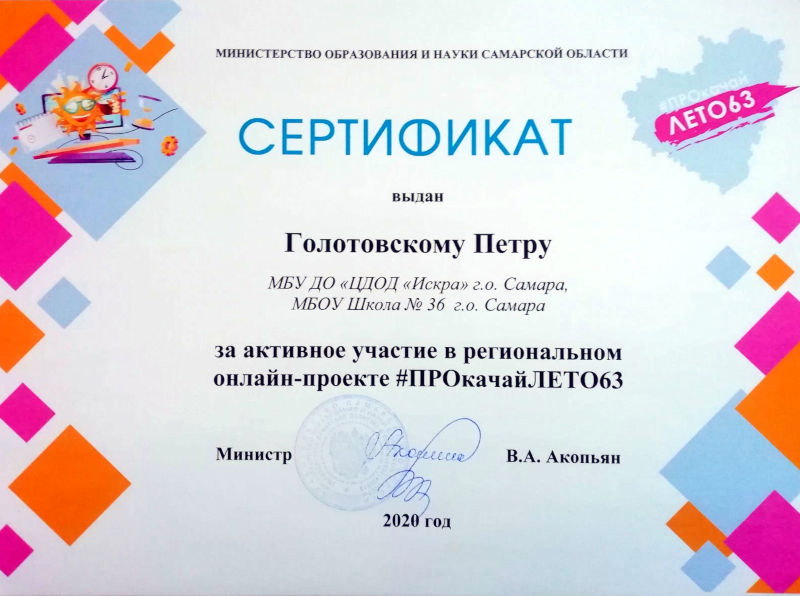 МИНИСТЕРСТВО ОБРАЗОВАНИЯ И НАУКИ САМАРСКОЙ ОБЛАСТИ
#ПРОкачай
ЛЕТО63
СЕРТИФИКАТ
выдан
Голотовскому Петру
МБУ ДО «ЦДОД «Искра» г.о. Самара,
МБОУ Школа № 36 г.о. Самара
за активное участие в региональном
онлайн-проекте #ПРОкачайЛЕТО63
Министр
В.А. Акопьян
2020 год